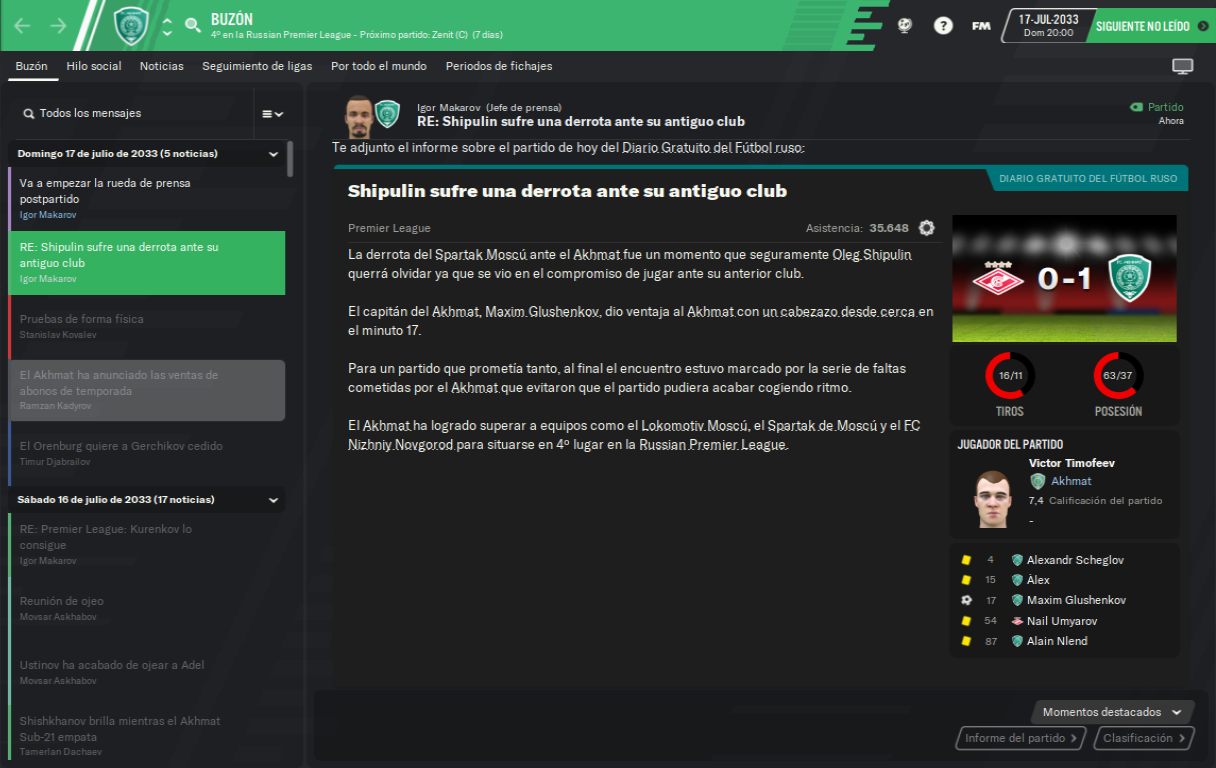 BUZÓN
4º en la Russian Premier League - Próximo partido: Zenit (C) (7 días)
?
FM
17-JUL-2033
Dom 20:00
SIGUIENTE NO LEÍDO
Buzón
Hilo social
Noticias
Seguimiento de ligas
Por todo el mundo
Periodos de fichajes
Todos los mensajes
Domingo 17 de julio de 2033 (5 noticias)
Va a empezar la rueda de prensa
postpartido
Igor Makarov
RE: Shipulin sufre una derrota ante su
antiguo club
Igor Makarov
Pruebas de forma física
Stanislav Kovalev
El Akhmat ha anunciado las ventas de
abonos de temporada
Ramzan Kadyrov
El Orenburg quiere a Gerchikov cedido
Timur Djabrailov
Sábado 16 de julio de 2033 (17 noticias)
RE: Premier League: Kurenkov lo
consigue
Igor Makarov
Reunión de ojeo
Movsar Askhabov
Ustinov ha acabado de ojear a Adel
Movsar Askhabov
Shishkhanov brilla mientras el Akhmat
Sub-21 empata
Tamerlan Dachaev
Igor Makarov (Jefe de prensa)
RE: Shipulin sufre una derrota ante su antiguo club
Partido
Ahora
Te adjunto el informe sobre el partido de hoy del Diario Gratuito del Fútbol ruso:
DIARIO GRATUITO DEL FÚTBOL RUSO
Shipulin sufre una derrota ante su antiguo club
Premier League
Asistencia: 35.648
La derrota del Spartak Moscú ante el Akhmat fue un momento que seguramente Oleg Shipulin
querrá olvidar ya que se vio en el compromiso de jugar ante su anterior club.
El capitán del Akhmat, Maxim Glushenkov, dio ventaja al Akhmat con un cabezazo desde cerca en
el minuto 17.
Para un partido que prometía tanto, al final el encuentro estuvo marcado por la serie de faltas
cometidas por el Akhmat que evitaron que el partido pudiera acabar cogiendo ritmo.
El Akhmat ha logrado superar a equipos como el Lokomotiv Moscú, el Spartak de Moscú y el FC
Nizhniy Novgorod para situarse en 4º lugar en la Russian Premier League.
0-1
16/11
TIROS
63/37
POSESIÓN
JUGADOR DEL PARTIDO
Victor Timofeev
Akhmat
7,4 Calificación del partido
-
4 Alexandr Scheglov
15 Àlex
17 Maxim Glushenkov
54 Nail Umyarov
87 Alain Nlend
Momentos destacados
Informe del partido
Clasificación